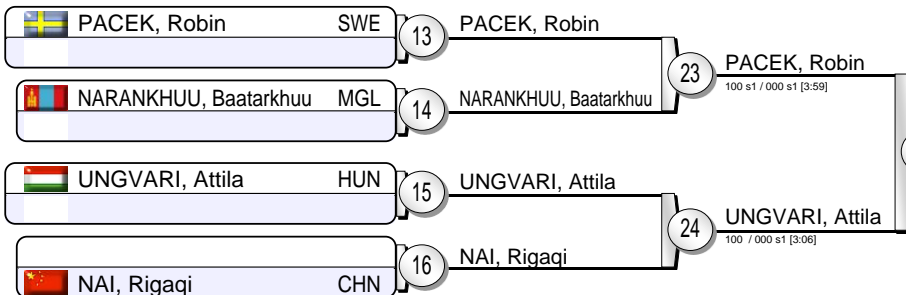 PACEK, Robin SWE
13
PACEK, Robin
NARANKHUU, Baatarkhuu MGL
14
NARANKHUU, Baatarkhuu
23
PACEK, Robin
100 s1 / 000 s1 [3:59]
UNGVARI, Attila HUN
15
UNGVARI, Attila
NAI, Rigaqi CHN
16
NAI, Rigaqi
24
UNGVARI, Attila
100 / 000 s1 [3:06]